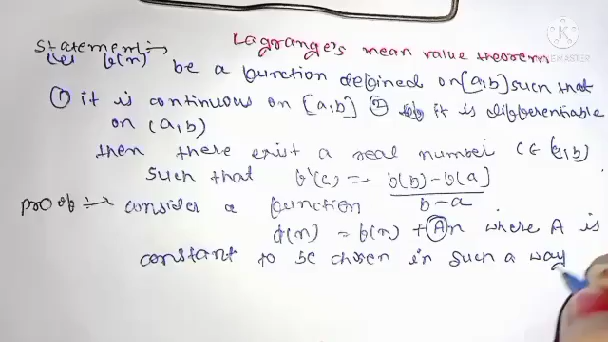 Lagrange's mean value theorem
Statement :→
Let f(x) be a function defined on [a,b] such that
① it is continuous on [a,b] ② it is differentiable
on (a,b)
then there exist a real number c∈(a,b)
such that f'(c) = f(b)-f(a) / b-a
proof :→ consider a function
ϕ(x) = f(x) + Ax where A is
constant to be chosen in such a way
KINEMASTER